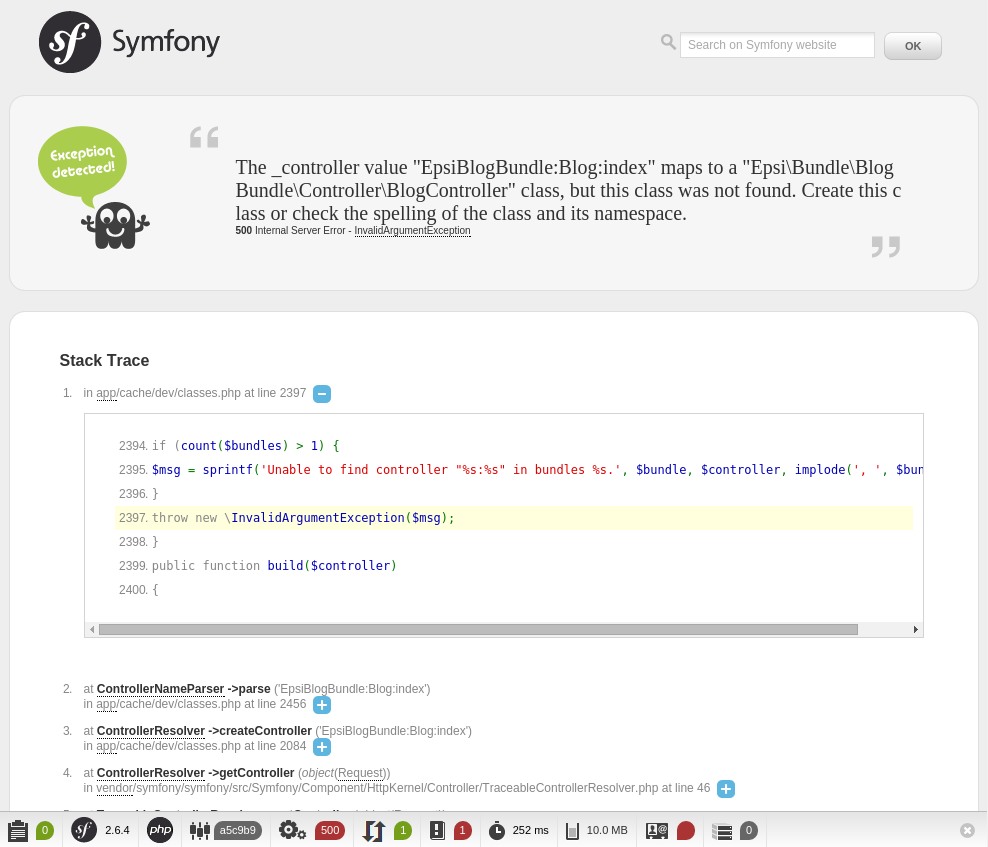 sf Symfony
Search on Symfony website
OK
Exception
detected!
The _controller value "EpsiBlogBundle:Blog:index" maps to a "Epsi\Bundle\Blog
Bundle\Controller\BlogController" class, but this class was not found. Create this c
lass or check the spelling of the class and its namespace.
500 Internal Server Error - InvalidArgumentException
Stack Trace
1. in app/cache/dev/classes.php at line 2397
2394. if (count($bundles) > 1) {
2395. $msg = sprintf('Unable to find controller "%s:%s" in bundles %s.', $bundle, $controller, implode(', ', $bun
2396. }
2397. throw new \InvalidArgumentException($msg);
2398. }
2399. public function build($controller)
2400. {
2. at ControllerNameParser ->parse ('EpsiBlogBundle:Blog:index')
in app/cache/dev/classes.php at line 2456
3. at ControllerResolver ->createController ('EpsiBlogBundle:Blog:index')
in app/cache/dev/classes.php at line 2084
4. at ControllerResolver ->getController (object(Request))
in vendor/symfony/symfony/src/Symfony/Component/HttpKernel/Controller/TraceableControllerResolver.php at line 46
0 sf 2.6.4 php a5c9b9 500 1 1 252 ms 10.0 MB 0